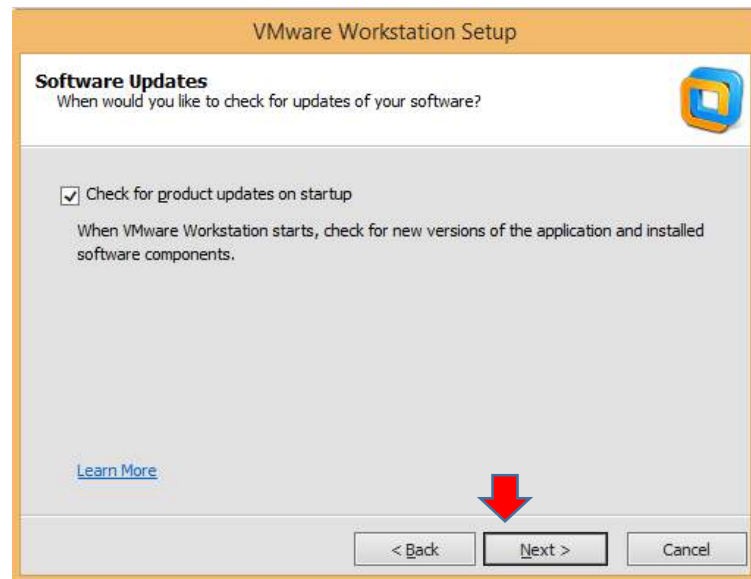 VMware Workstation Setup
Software Updates
When would you like to check for updates of your software?
Check for product updates on startup
When VMware Workstation starts, check for new versions of the application and installed
software components.
Learn More
< Back
Next >
Cancel